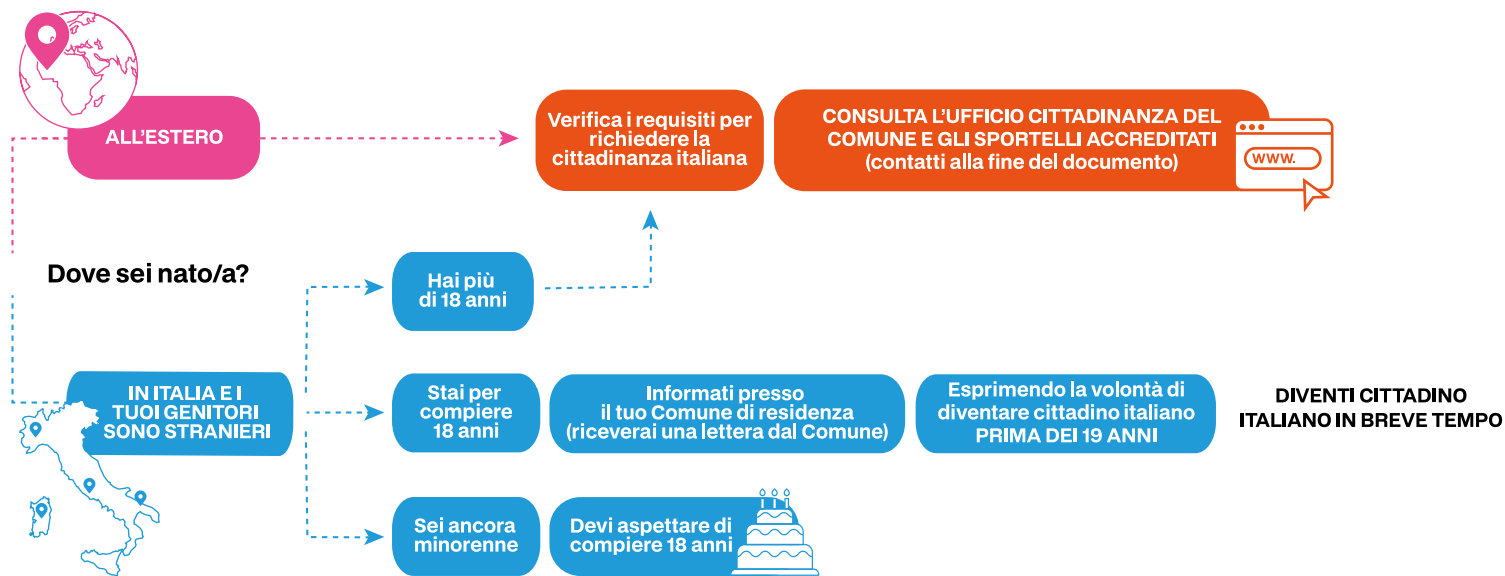 ALL'ESTERO
Verifica i requisiti per
richiedere la
cittadinanza italiana
CONSULTA L'UFFICIO CITTADINANZA DEL
COMUNE E GLI SPORTELLI ACCREDITATI
(contatti alla fine del documento)
www.
Dove sei nato/a?
Hai più
di 18 anni
IN ITALIA E I
TUOI GENITORI
SONO STRANIERI
Stai per
compiere
18 anni
Informati presso
il tuo Comune di residenza
(riceverai una lettera dal Comune)
Esprimendo la volontà di
diventare cittadino italiano
PRIMA DEI 19 ANNI
DIVENTI CITTADINO
ITALIANO IN BREVE TEMPO
Sei ancora
minorenne
Devi aspettare di
compiere 18 anni